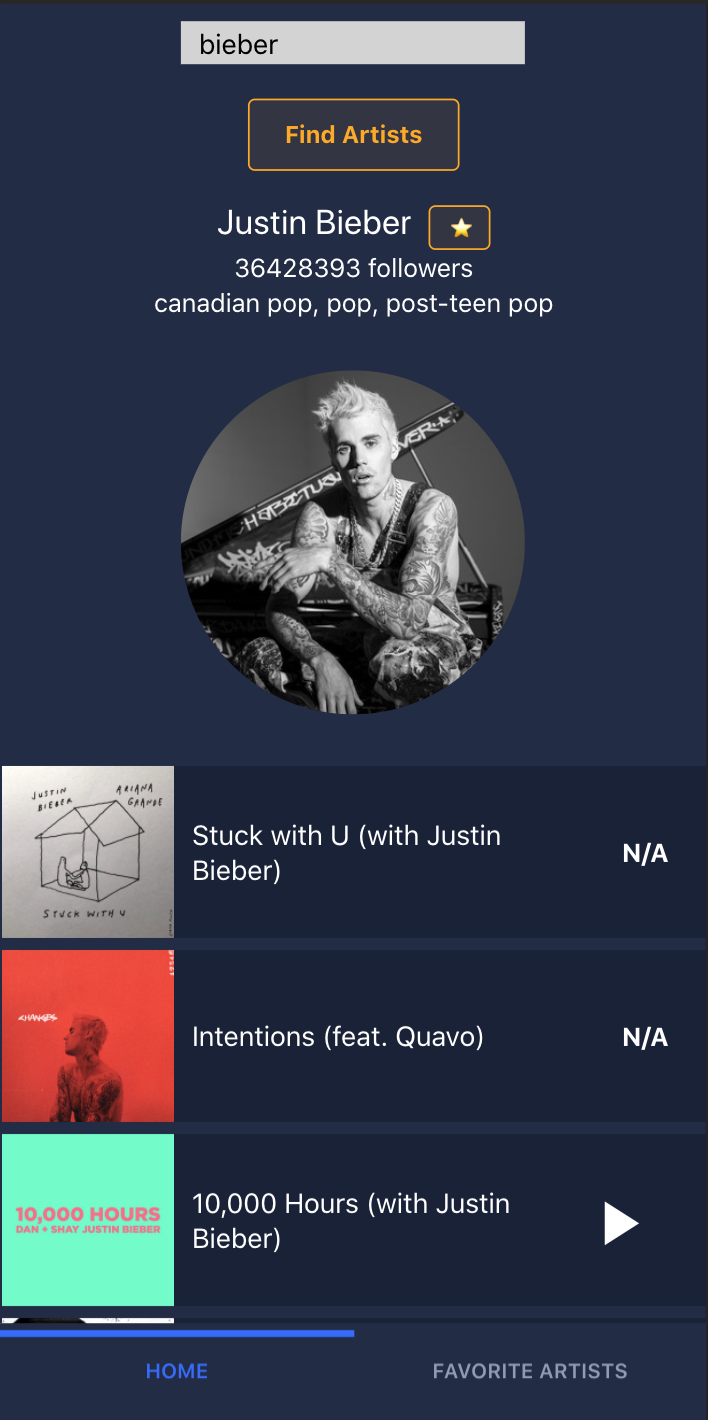 bieber
Find Artists
Justin Bieber
36428393 followers
canadian pop, pop, post-teen pop
JUSTIN
BIEBER
ARIANA
GRANDE
STUCK WITH U
Stuck with U (with Justin
Bieber)
N/A
CHANGES
Intentions (feat. Quavo)
N/A
10,000 HOURS
DAN + SHAY JUSTIN BIEBER
10,000 Hours (with Justin
Bieber)
HOME
FAVORITE ARTISTS